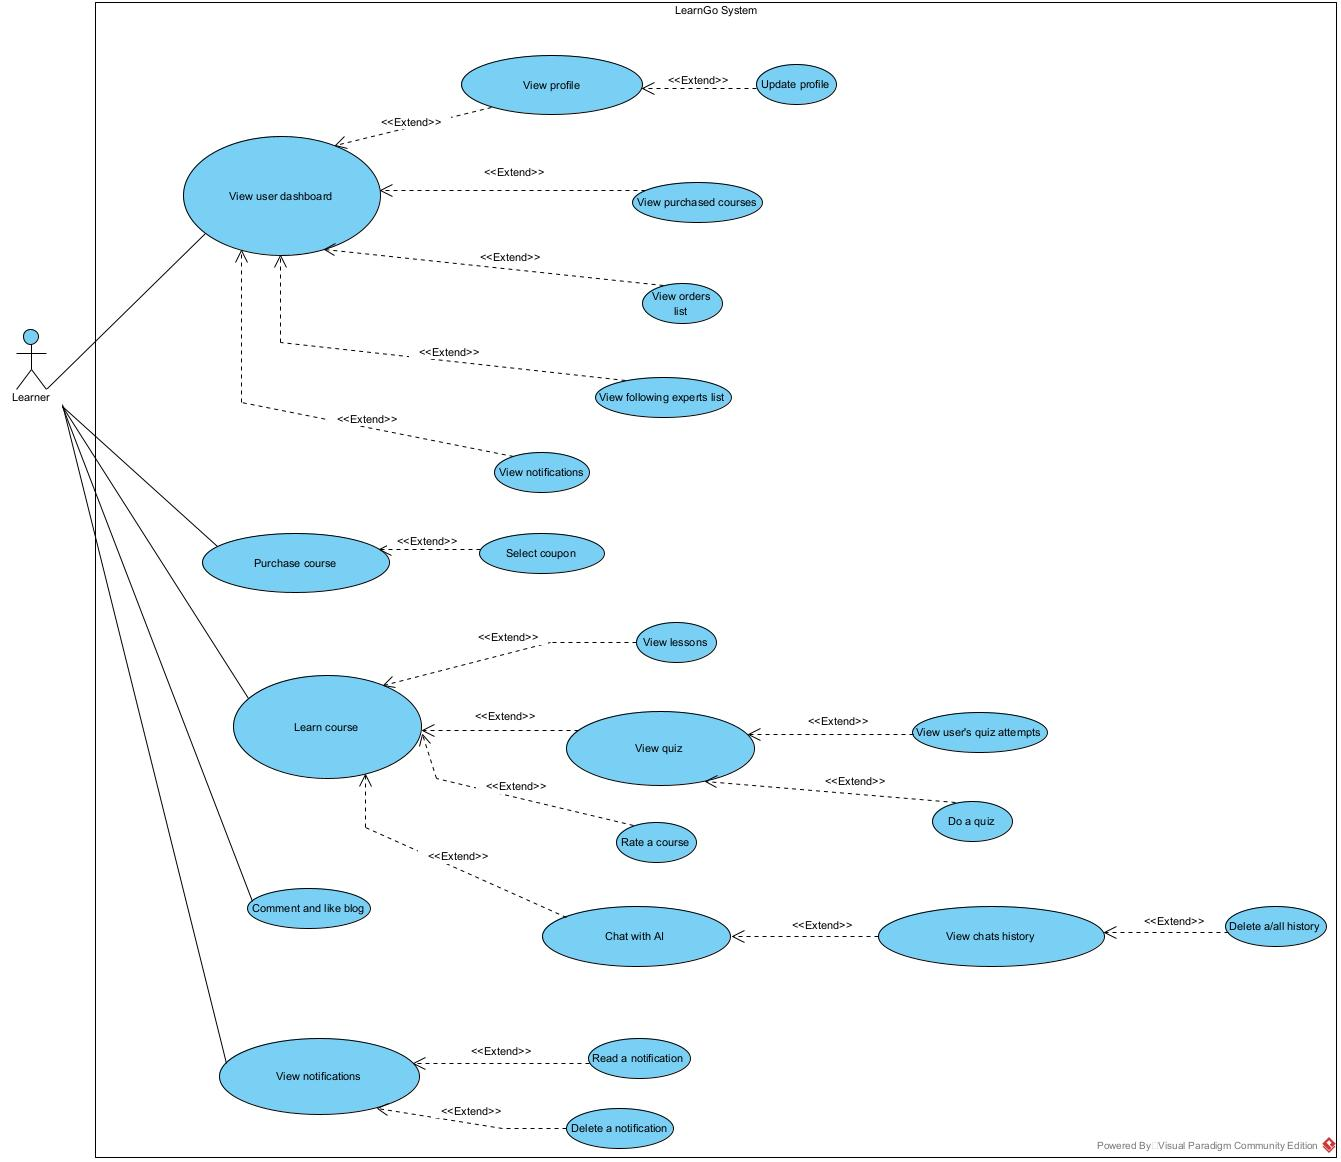 LearnGo System
View profile
<<Extend>>
Update profile
<<Extend>>
View user dashboard
<<Extend>>
View purchased courses
<<Extend>>
View orders
list
Learner
<<Extend>>
View following experts list
<<Extend>>
View notifications
Purchase course
<<Extend>>
Select coupon
<<Extend>>
View lessons
Learn course
<<Extend>>
View quiz
<<Extend>>
View user's quiz attempts
<<Extend>>
Do a quiz
<<Extend>>
Rate a course
<<Extend>>
Comment and like blog
Chat with AI
<<Extend>>
View chats history
<<Extend>>
Delete a/all history
View notifications
<<Extend>>
Read a notification
<<Extend>>
Delete a notification
Powered By Visual Paradigm Community Edition